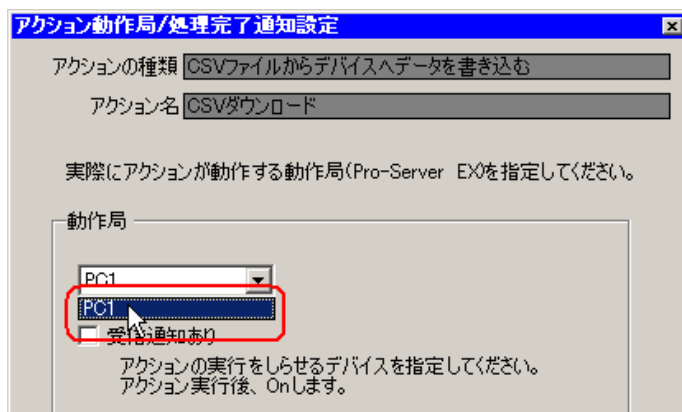 アクション動作局/処理完了通知設定
アクションの種類 CSVファイルからデバイスへデータを書き込む
アクション名 CSVダウンロード
実際にアクションが動作する動作局(Pro-Server EX)を指定してください。
動作局
PC1
PC1
受信通知あり
アクションの実行をしらせるデバイスを指定してください。
アクション実行後、Onします。